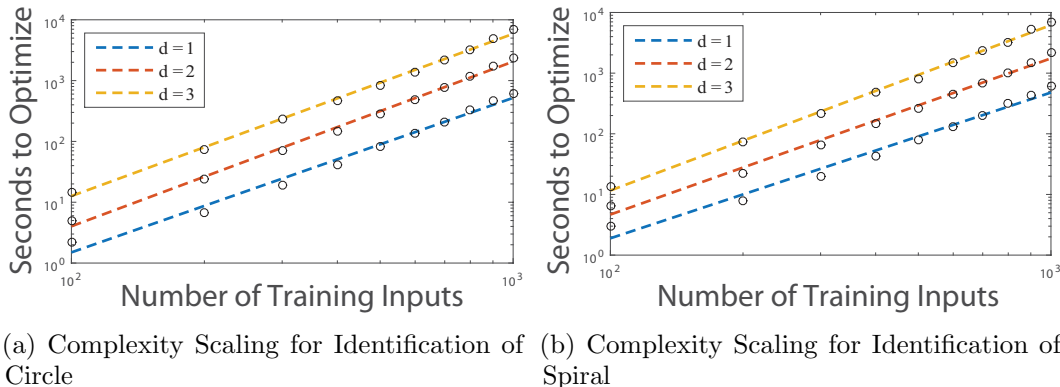 Seconds to Optimize
10^4
10^3
10^2
10^1
10^0
d = 1
d = 2
d = 3
10^2
10^3
Number of Training Inputs
(a) Complexity Scaling for Identification of
Circle
Seconds to Optimize
10^4
10^3
10^2
10^1
10^0
d = 1
d = 2
d = 3
10^2
10^3
Number of Training Inputs
(b) Complexity Scaling for Identification of
Spiral